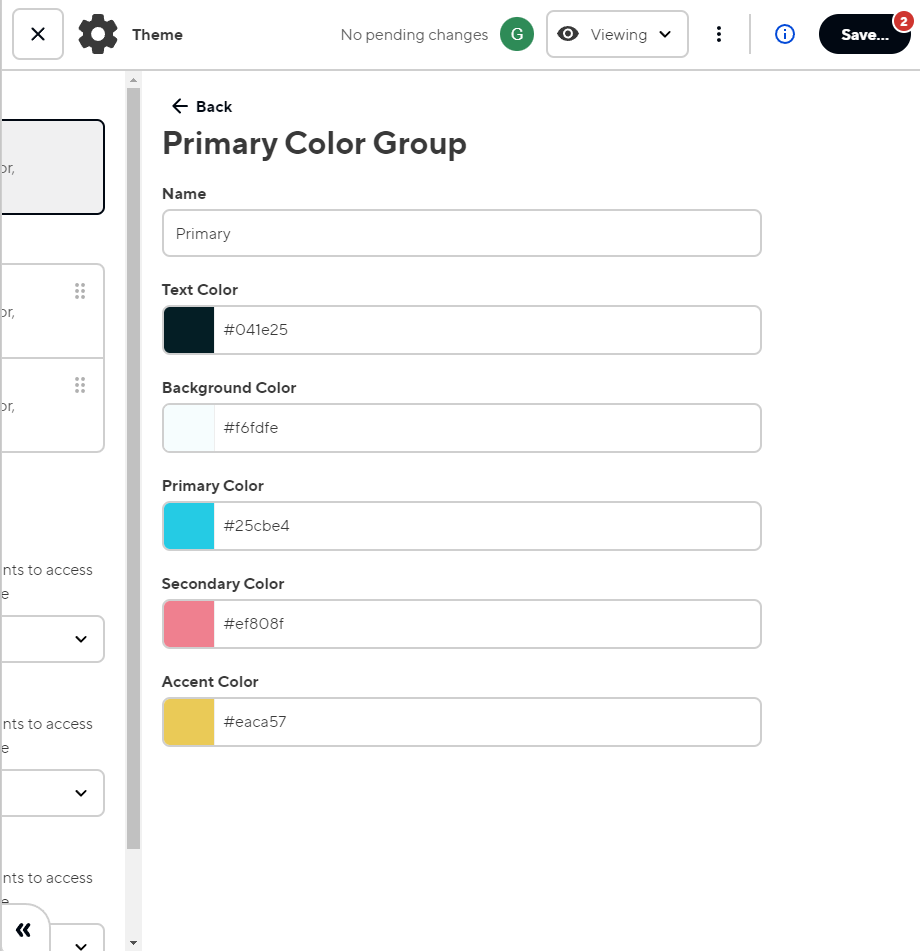 Theme
No pending changes
G
Viewing
Save...
2
or,
or,
or,
nts to access
e
nts to access
e
nts to access
e
Back
Primary Color Group
Name
Primary
Text Color
#041e25
Background Color
#f6fdfe
Primary Color
#25cbe4
Secondary Color
#ef808f
Accent Color
#eaca57